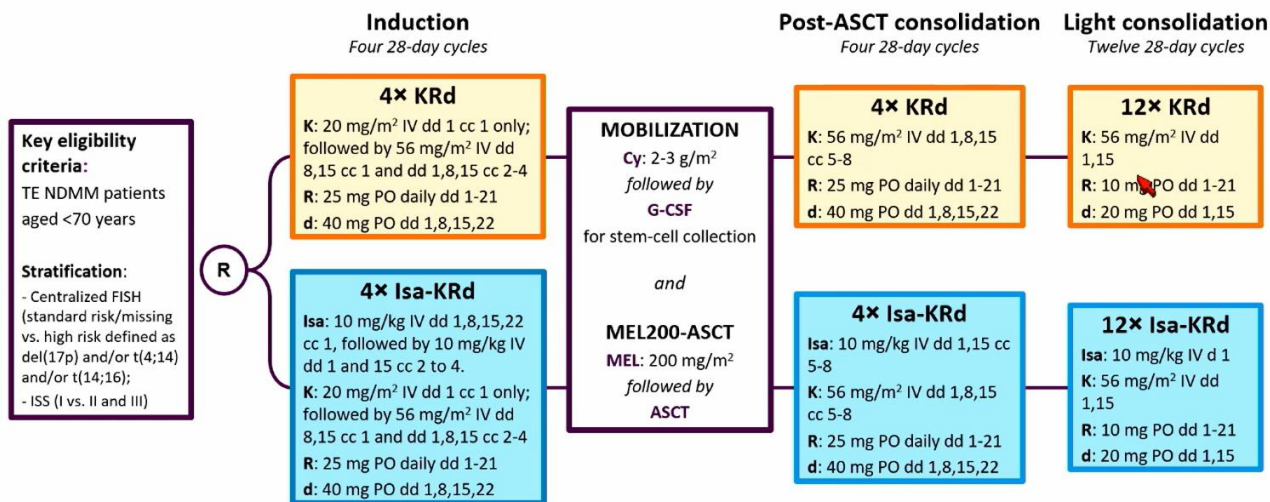 Induction
Four 28-day cycles
Post-ASCT consolidation
Four 28-day cycles
Light consolidation
Twelve 28-day cycles
Key eligibility
criteria:
TE NDMM patients
aged <70 years
Stratification:
- Centralized FISH
(standard risk/missing
vs. high risk defined as
del(17p) and/or t(4;14)
and/or t(14;16);
- ISS (I vs. II and III)
R
4× KRd
K: 20 mg/m² IV dd 1 cc 1 only;
followed by 56 mg/m² IV dd
8,15 cc 1 and dd 1,8,15 cc 2-4
R: 25 mg PO daily dd 1-21
d: 40 mg PO dd 1,8,15,22
4× Isa-KRd
Isa: 10 mg/kg IV dd 1,8,15,22
cc 1, followed by 10 mg/kg IV
dd 1 and 15 cc 2 to 4.
K: 20 mg/m² IV dd 1 cc 1 only;
followed by 56 mg/m² IV dd
8,15 cc 1 and dd 1,8,15 cc 2-4
R: 25 mg PO daily dd 1-21
d: 40 mg PO dd 1,8,15,22
MOBILIZATION
Cy: 2-3 g/m²
followed by
G-CSF
for stem-cell collection
and
MEL200-ASCT
MEL: 200 mg/m²
followed by
ASCT
4× KRd
K: 56 mg/m² IV dd 1,8,15
cc 5-8
R: 25 mg PO daily dd 1-21
d: 40 mg PO dd 1,8,15,22
4× Isa-KRd
Isa: 10 mg/kg IV dd 1,15 cc
5-8
K: 56 mg/m² IV dd 1,8,15
cc 5-8
R: 25 mg PO daily dd 1-21
d: 40 mg PO dd 1,8,15,22
12× KRd
K: 56 mg/m² IV dd
1,15
R: 10 mg PO dd 1-21
d: 20 mg PO dd 1,15
12× Isa-KRd
Isa: 10 mg/kg IV d 1
K: 56 mg/m² IV dd
1,15
R: 10 mg PO dd 1-21
d: 20 mg PO dd 1,15